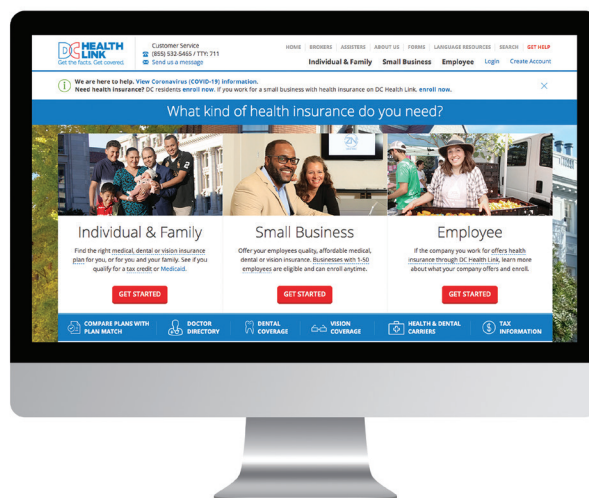 DC HEALTH LINK
Get the facts. Get covered.
Customer Service
(855) 532-5465 / TTY: 711
Send us a message
HOME BROKERS ASSISTERS ABOUT US FORMS LANGUAGE RESOURCES SEARCH GET HELP
Individual & Family Small Business Employee Login Create Account
We are here to help. View Coronavirus (COVID-19) information.
Need health insurance? DC residents enroll now. If you work for a small business with health insurance on DC Health Link, enroll now.
What kind of health insurance do you need?
Individual & Family
Find the right medical, dental or vision insurance
plan for you, or for you and your family. See if you
qualify for a tax credit or Medicaid.
GET STARTED
Small Business
Offer your employees quality, affordable medical,
dental or vision insurance. Businesses with 1-50
employees are eligible and can enroll anytime.
GET STARTED
Employee
If the company you work for offers health
insurance through DC Health Link, learn more
about what your company offers and enroll.
GET STARTED
COMPARE PLANS WITH
PLAN MATCH
DOCTOR
DIRECTORY
DENTAL
COVERAGE
VISION
COVERAGE
HEALTH & DENTAL
CARRIERS
TAX
INFORMATION